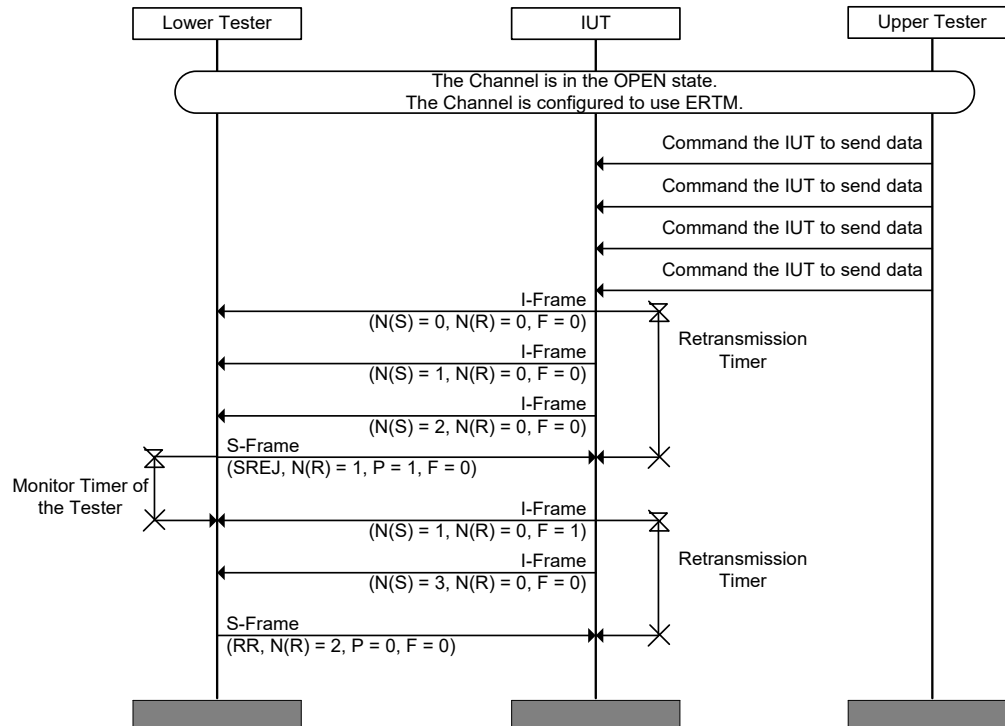 Lower Tester
IUT
Upper Tester
The Channel is in the OPEN state.
The Channel is configured to use ERTM.
Command the IUT to send data
Command the IUT to send data
Command the IUT to send data
Command the IUT to send data
I-Frame
(N(S) = 0, N(R) = 0, F = 0)
Retransmission
Timer
I-Frame
(N(S) = 1, N(R) = 0, F = 0)
I-Frame
(N(S) = 2, N(R) = 0, F = 0)
S-Frame
(SREJ, N(R) = 1, P = 1, F = 0)
Monitor Timer of
the Tester
I-Frame
(N(S) = 1, N(R) = 0, F = 1)
Retransmission
Timer
I-Frame
(N(S) = 3, N(R) = 0, F = 0)
S-Frame
(RR, N(R) = 2, P = 0, F = 0)